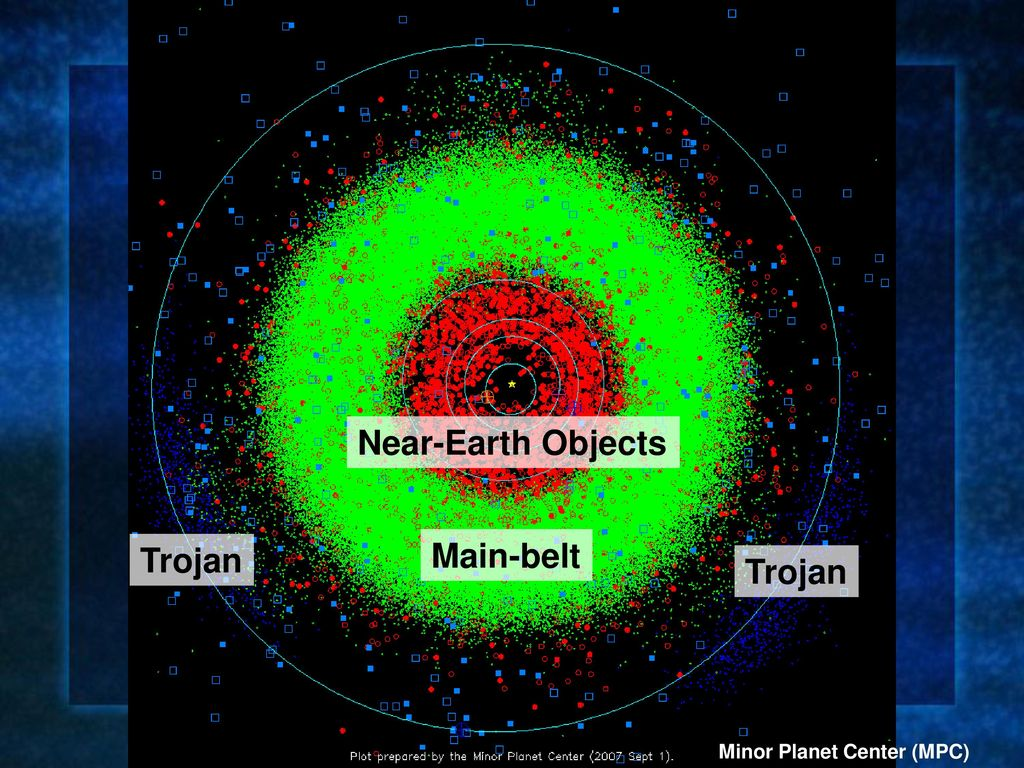 Near-Earth Objects
Main-belt
Trojan
Trojan
Plot prepared by the Minor Planet Center (2007 Sept 1).
Minor Planet Center (MPC)